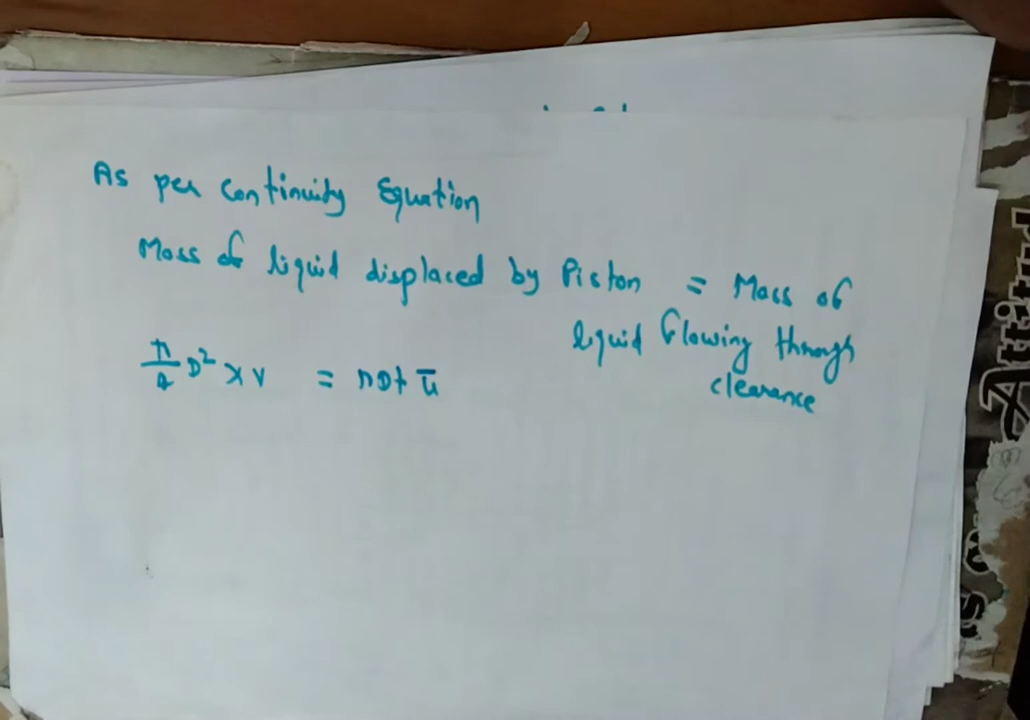 As per Continuity Equation
Mass of liquid displaced by Piston = Mass of
liquid flowing through
clearance
π/4 D² x v = πDt ū
Attitud